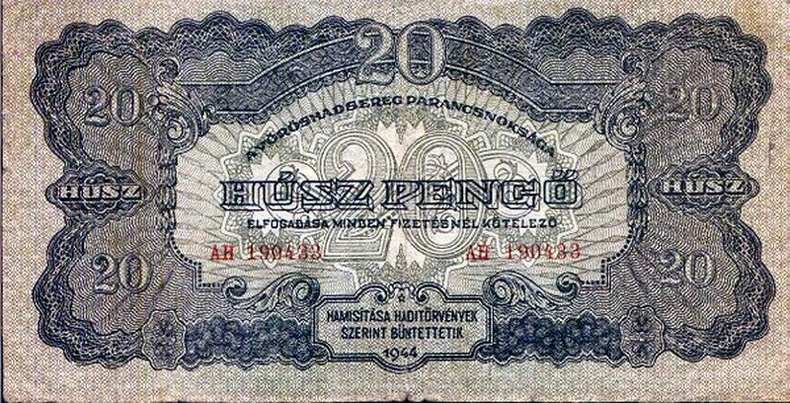 20
20 20
A VÖRÖSHADSEREG PARANCSNOKSÁGA
20
HÚSZ HÚSZ PENGŐ HÚSZ
ELFOGADÁSA MINDEN FIZETÉSNÉL KÖTELEZŐ
AH 190433 AH 190433
20 20
HAMISÍTÁSA HADITÖRVÉNYEK
SZERINT BÜNTETTETIK
1944